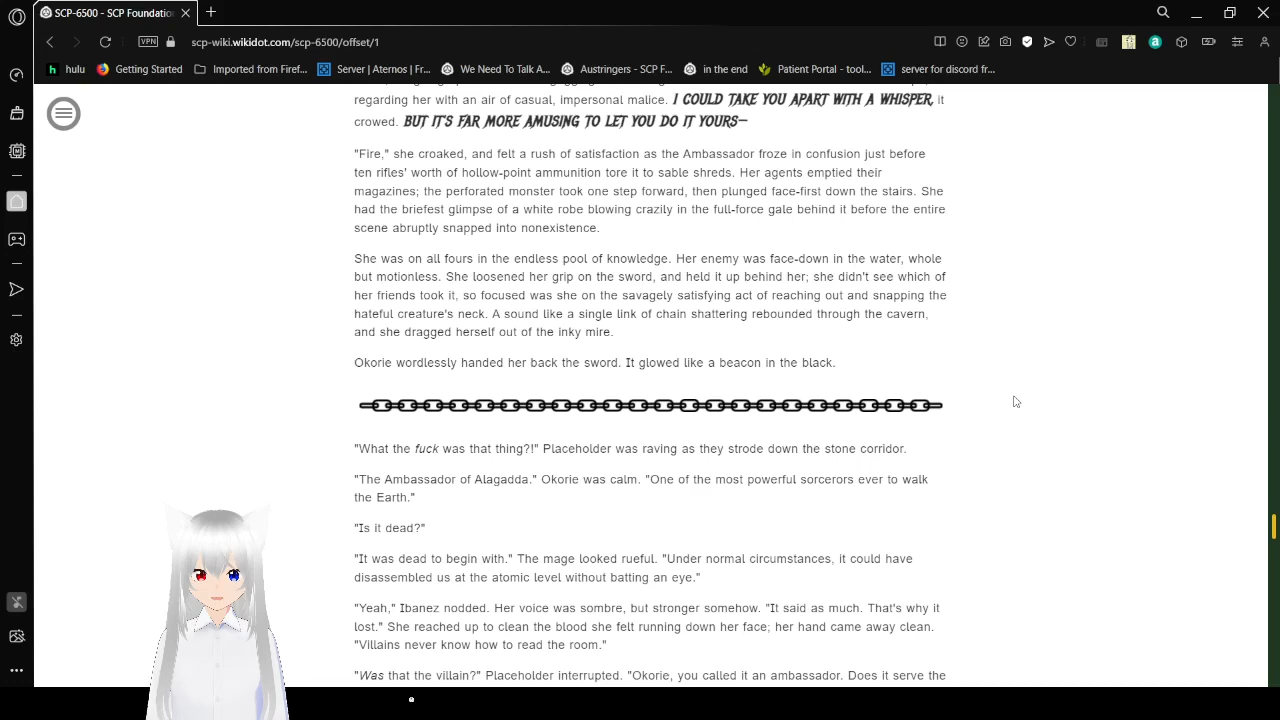 SCP-6500 - SCP Foundatio
VPN
scp-wiki.wikidot.com/scp-6500/offset/1
hulu
Getting Started
Imported from Firef...
Server | Aternos | Fr...
We Need To Talk A...
Austringers - SCP F...
in the end
Patient Portal - tool...
server for discord fr...
regarding her with an air of casual, impersonal malice. I COULD TAKE YOU APART WITH A WHISPER, it
crowed. BUT IT'S FAR MORE AMUSING TO LET YOU DO IT YOURS—
"Fire," she croaked, and felt a rush of satisfaction as the Ambassador froze in confusion just before
ten rifles' worth of hollow-point ammunition tore it to sable shreds. Her agents emptied their
magazines; the perforated monster took one step forward, then plunged face-first down the stairs. She
had the briefest glimpse of a white robe blowing crazily in the full-force gale behind it before the entire
scene abruptly snapped into nonexistence.
She was on all fours in the endless pool of knowledge. Her enemy was face-down in the water, whole
but motionless. She loosened her grip on the sword, and held it up behind her; she didn't see which of
her friends took it, so focused was she on the savagely satisfying act of reaching out and snapping the
hateful creature's neck. A sound like a single link of chain shattering rebounded through the cavern,
and she dragged herself out of the inky mire.
Okorie wordlessly handed her back the sword. It glowed like a beacon in the black.
"What the fuck was that thing?!" Placeholder was raving as they strode down the stone corridor.
"The Ambassador of Alagadda." Okorie was calm. "One of the most powerful sorcerors ever to walk
the Earth."
"Is it dead?"
"It was dead to begin with." The mage looked rueful. "Under normal circumstances, it could have
disassembled us at the atomic level without batting an eye."
"Yeah," Ibanez nodded. Her voice was sombre, but stronger somehow. "It said as much. That's why it
lost." She reached up to clean the blood she felt running down her face; her hand came away clean.
"Villains never know how to read the room."
"Was that the villain?" Placeholder interrupted. "Okorie, you called it an ambassador. Does it serve the